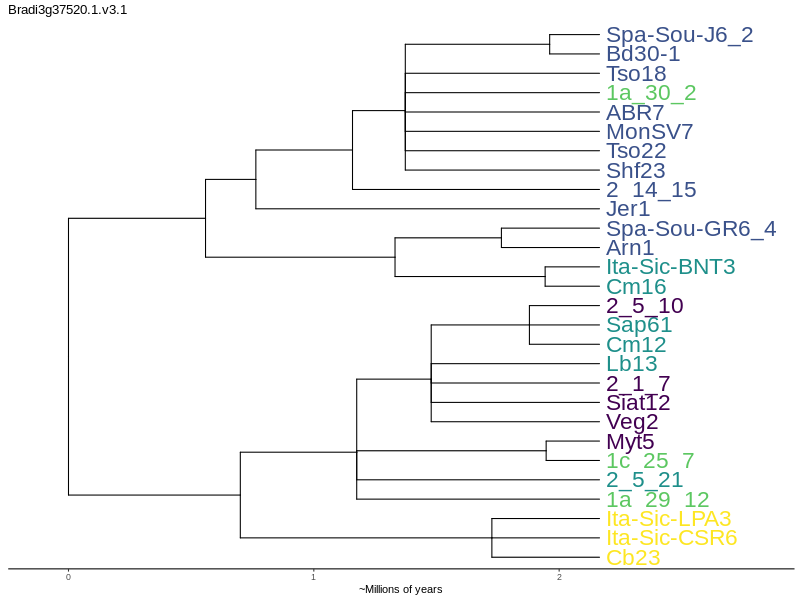 Bradi3g37520.1.v3.1
Spa-Sou-J6_2
Bd30-1
Tso18
1a_30_2
ABR7
MonSV7
Tso22
Shf23
2_14_15
Jer1
Spa-Sou-GR6_4
Arn1
Ita-Sic-BNT3
Cm16
2_5_10
Sap61
Cm12
Lb13
2_1_7
Siat12
Veg2
Myt5
1c_25_7
2_5_21
1a_29_12
Ita-Sic-LPA3
Ita-Sic-CSR6
Cb23
0 1 2
~Millions of years